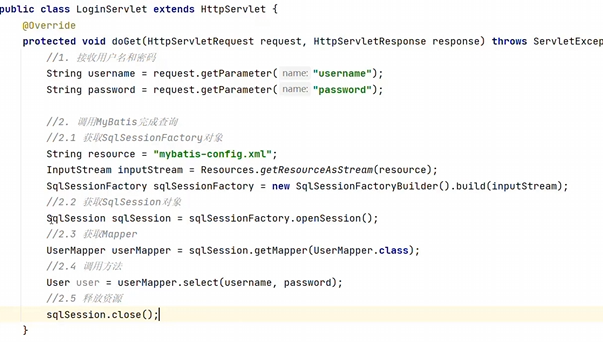 public class LoginServlet extends HttpServlet {
@Override
protected void doGet(HttpServletRequest request, HttpServletResponse response) throws ServletExcep
//1. 接收用户名和密码
String username = request.getParameter( name: "username");
String password = request.getParameter( name: "password");
//2. 调用MyBatis完成查询
//2.1 获取SqlSessionFactory对象
String resource = "mybatis-config.xml";
InputStream inputStream = Resources.getResourceAsStream(resource);
SqlSessionFactory sqlSessionFactory = new SqlSessionFactoryBuilder().build(inputStream);
//2.2 获取SqlSession对象
SqlSession sqlSession = sqlSessionFactory.openSession();
//2.3 获取Mapper
UserMapper userMapper = sqlSession.getMapper(UserMapper.class);
//2.4 调用方法
User user = userMapper.select(username, password);
//2.5 释放资源
sqlSession.close();
}